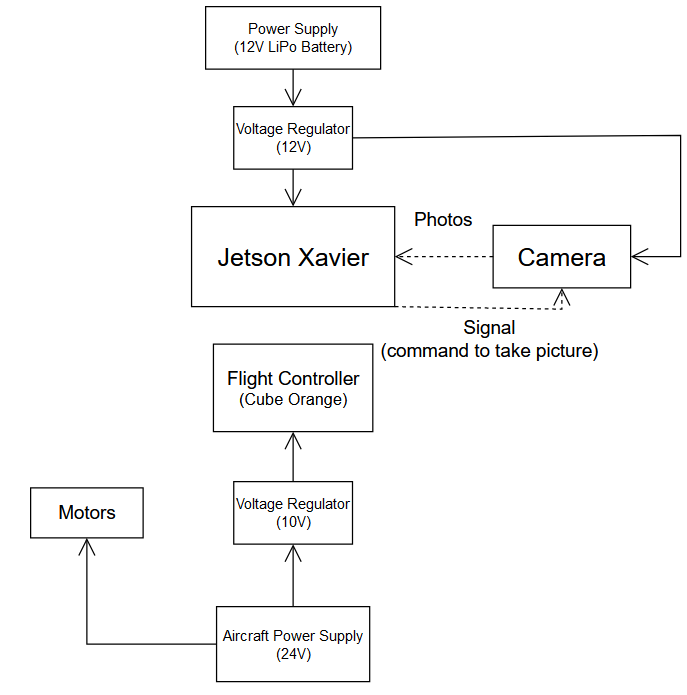 Power Supply
(12V LiPo Battery)
Voltage Regulator
(12V)
Photos
Jetson Xavier
Camera
Signal
(command to take picture)
Flight Controller
(Cube Orange)
Voltage Regulator
(10V)
Motors
Aircraft Power Supply
(24V)